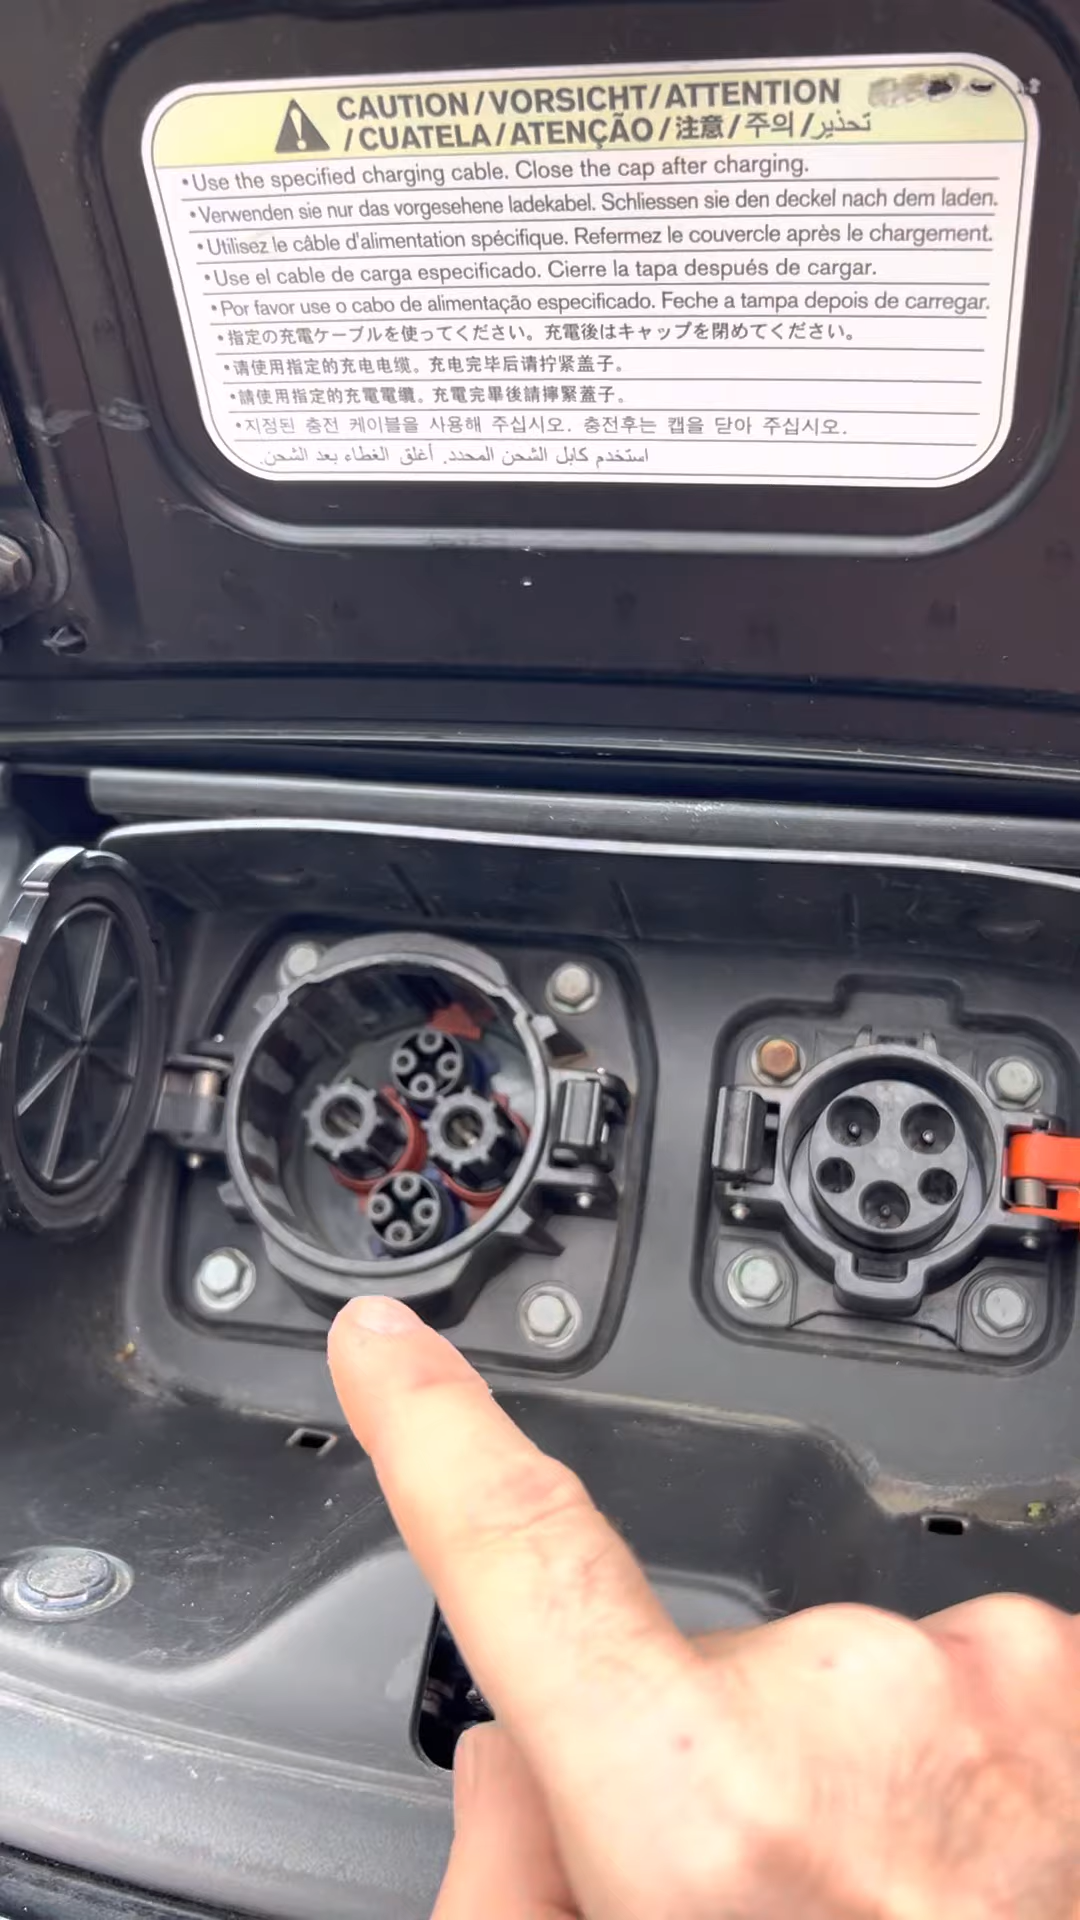 CAUTION/VORSICHT/ATTENTION
/CUATELA/ATENÇÃO/注意/주의/تحذير
•Use the specified charging cable. Close the cap after charging.
•Verwenden sie nur das vorgesehene ladekabel. Schliessen sie den deckel nach dem laden.
•Utilisez le câble d'alimentation spécifique. Refermez le couvercle après le chargement.
•Use el cable de carga especificado. Cierre la tapa después de cargar.
•Por favor use o cabo de alimentação especificado. Feche a tampa depois de carregar.
•指定の充電ケーブルを使ってください。充電後はキャップを閉めてください。
•请使用指定的充电电缆。充电完毕后请拧紧盖子。
•請使用指定的充電電纜。充電完畢後請擰緊蓋子。
•지정된 충전 케이블을 사용해 주십시오. 충전후는 캡을 닫아 주십시오.
استخدم كابل الشحن المحدد. أغلق الغطاء بعد الشحن.